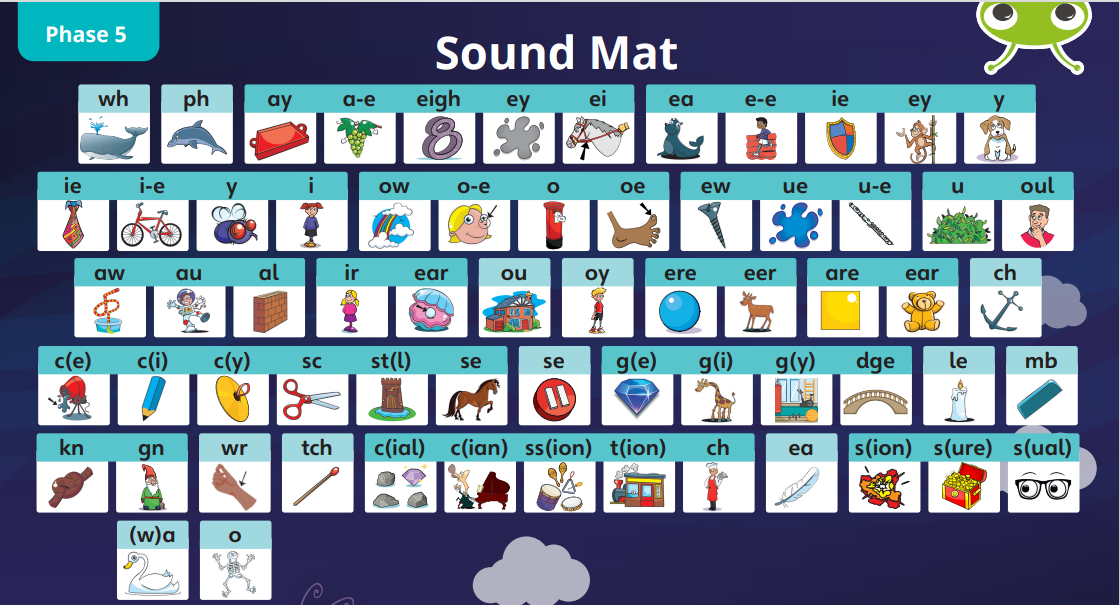 Phase 5
Sound Mat
wh ph ay a-e eigh ey ei ea e-e ie ey y
ie i-e y i ow o-e o oe ew ue u-e u oul
aw au al ir ear ou oy ere eer are ear ch
c(e) c(i) c(y) sc st(l) se se g(e) g(i) g(y) dge le mb
kn gn wr tch c(ial) c(ian) ss(ion) t(ion) ch ea s(ion) s(ure) s(ual)
(w)a o